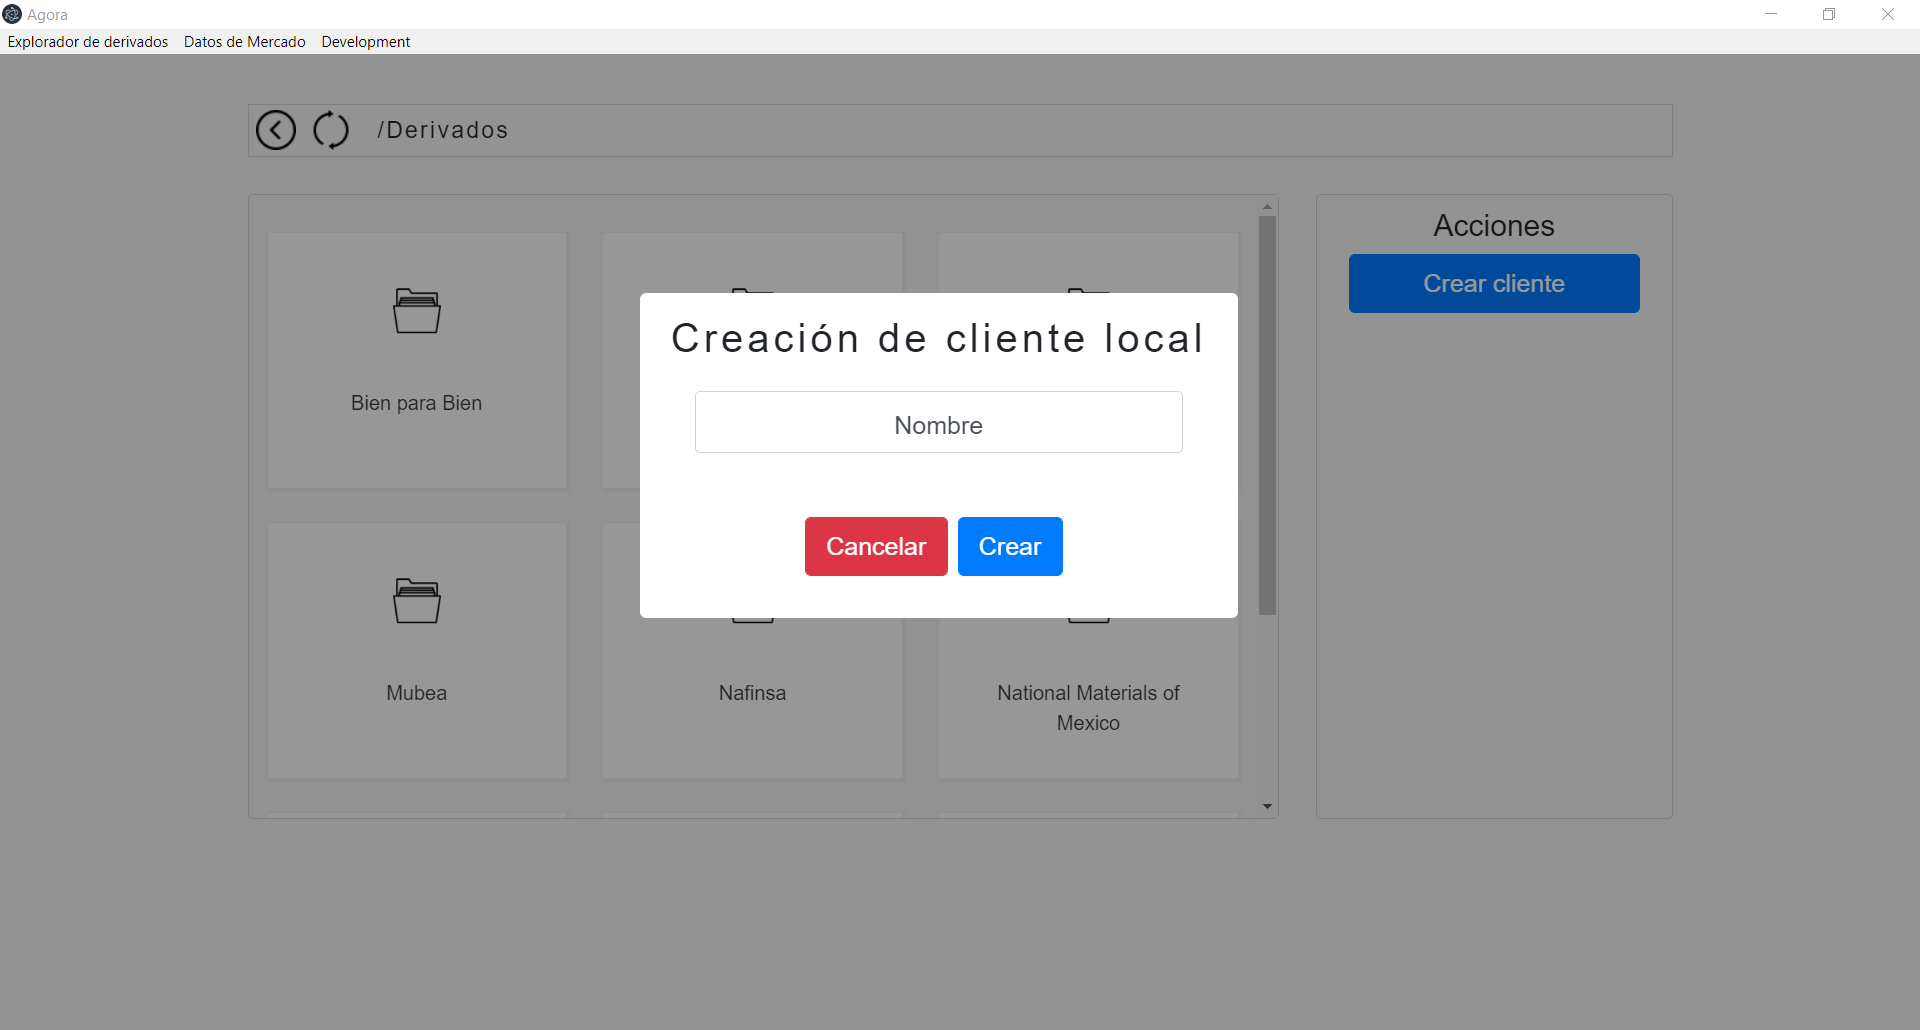 Agora
Explorador de derivados Datos de Mercado Development
/Derivados
Acciones
Crear cliente
Creación de cliente local
Nombre
Cancelar Crear
Bien para Bien
Mubea
Nafinsa
National Materials of
Mexico